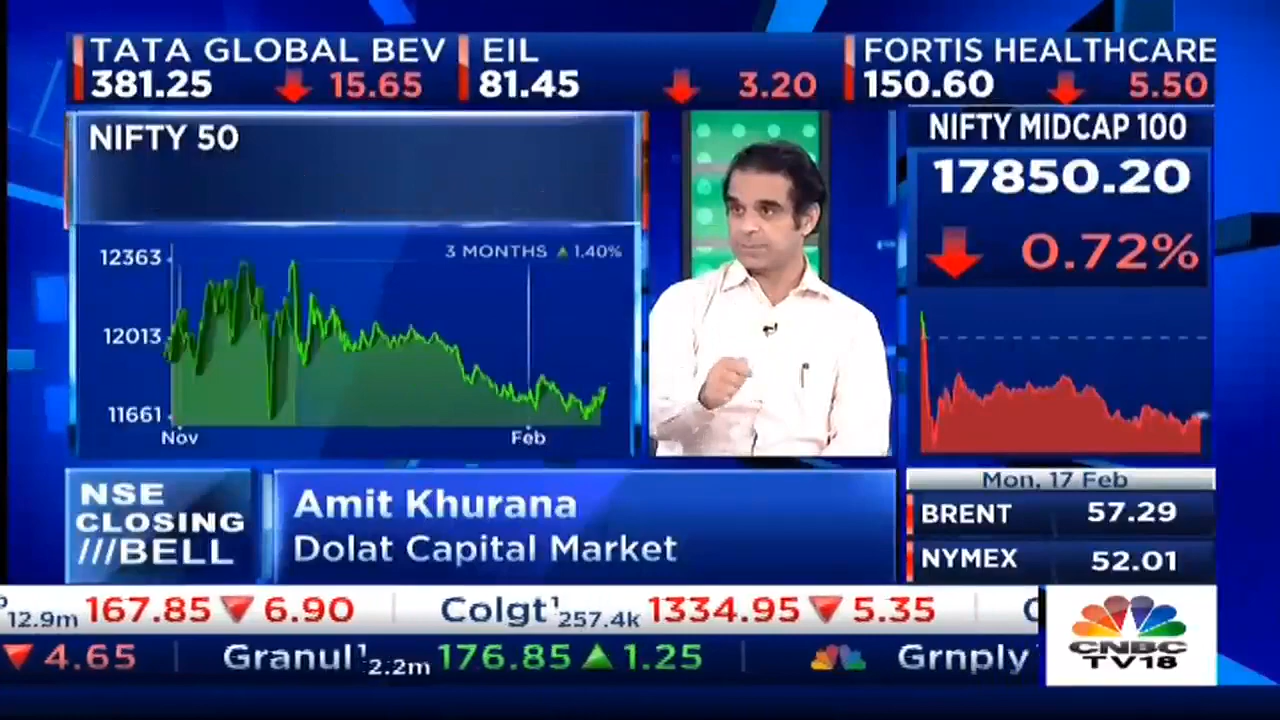 TATA GLOBAL BEV
381.25 15.65
EIL
81.45 3.20
FORTIS HEALTHCARE
150.60 5.50
NIFTY 50
3 MONTHS ▲ 1.40%
12363
12013
11661
Nov Feb
NIFTY MIDCAP 100
17850.20
0.72%
Mon, 17 Feb
BRENT 57.29
NYMEX 52.01
NSE
CLOSING
///BELL
Amit Khurana
Dolat Capital Market
12.9m 167.85 ▼ 6.90 Colgt¹ 257.4k 1334.95 ▼ 5.35
▼ 4.65 Granul¹ 2.2m 176.85 ▲ 1.25 Grnply
CNBC
TV18